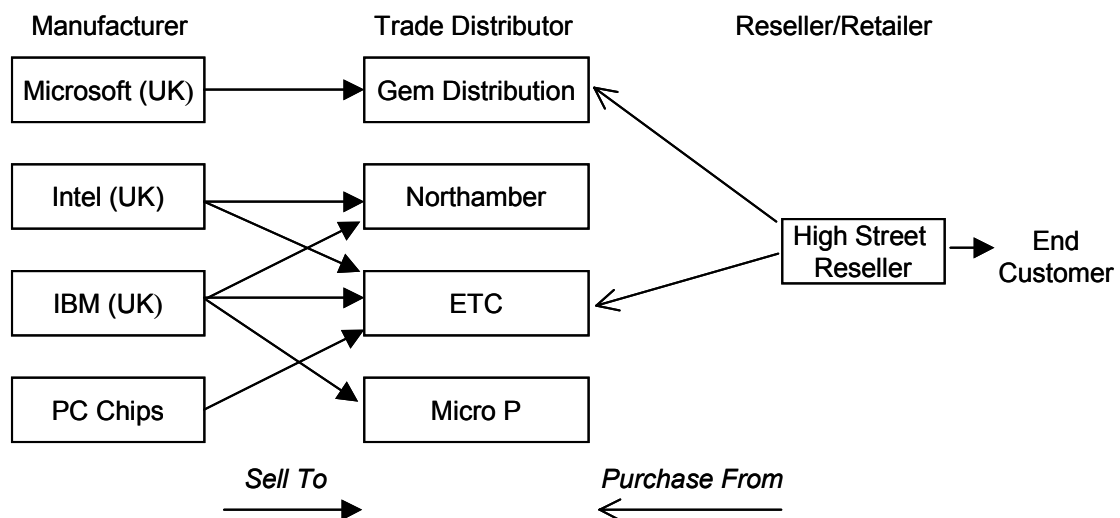 Manufacturer
Trade Distributor
Reseller/Retailer
Microsoft (UK)
Gem Distribution
Intel (UK)
Northamber
High Street
Reseller
End
Customer
IBM (UK)
ETC
PC Chips
Micro P
Sell To
Purchase From